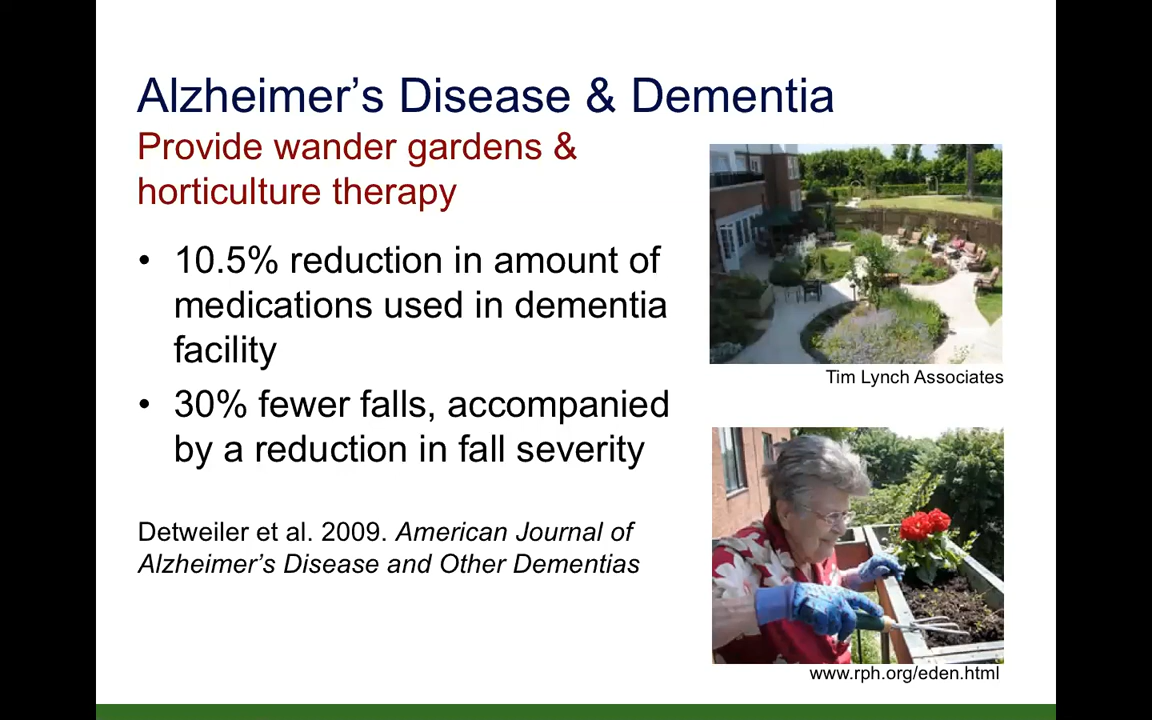 Alzheimer’s Disease & Dementia
Provide wander gardens &
horticulture therapy
• 10.5% reduction in amount of
medications used in dementia
facility
• 30% fewer falls, accompanied
by a reduction in fall severity
Detweiler et al. 2009. American Journal of
Alzheimer’s Disease and Other Dementias
Tim Lynch Associates
www.rph.org/eden.html